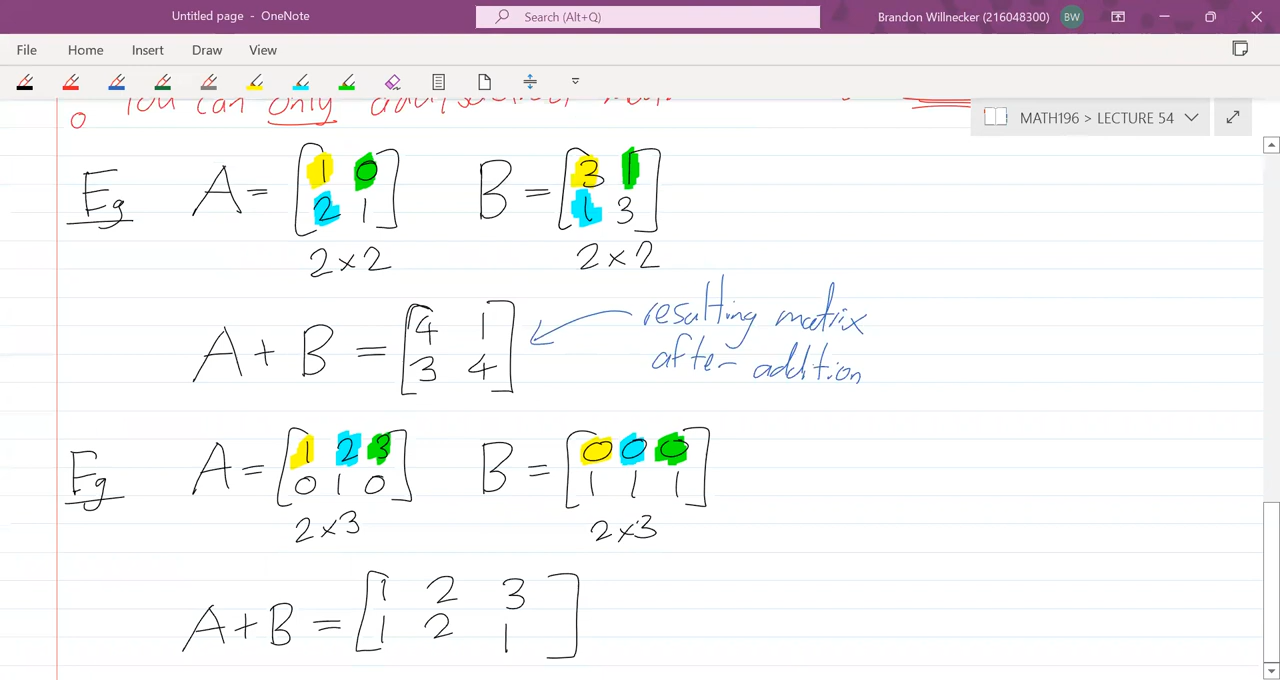 Untitled page - OneNote
Search (Alt+Q)
Brandon Willnecker (216048300) BW
File Home Insert Draw View
MATH196 > LECTURE 54
You can only
Eg A = [1 0 B = [3 1
2 1] 1 3]
2 x 2 2 x 2
A + B = [4 1 resulting matrix
3 4] after addition
Eg A = [1 2 3 B = [0 0 0
0 1 0] 1 1 1]
2 x 3 2 x 3
A + B = [1 2 3
1 2 1]